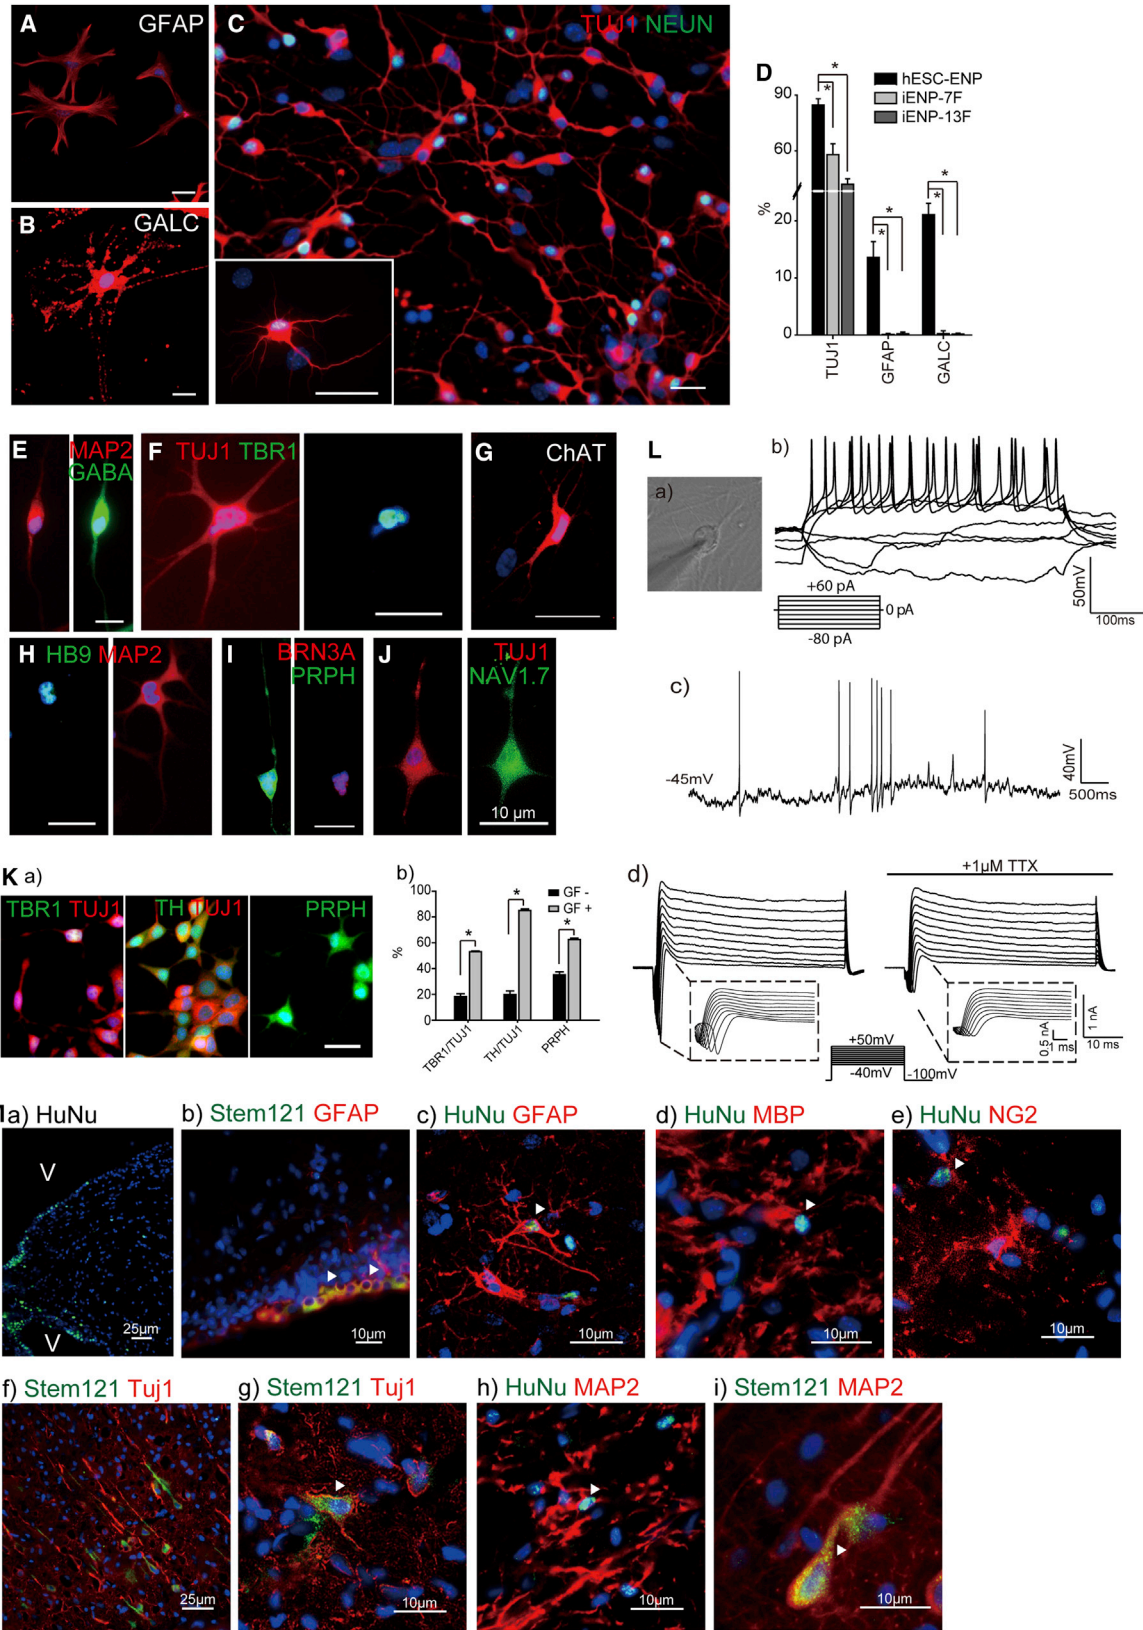 A GFAP
B GALC
C TUJ1 NEUN
D
hESC-ENP
iENP-7F
iENP-13F
* *
* *
* *
%
90
60
20
10
0
TUJ1
GFAP
GALC
E MAP2
GABA
F TUJ1 TBR1
G ChAT
H HB9 MAP2
I BRN3A
PRPH
J TUJ1
NAV1.7
10 µm
K a)
TBR1 TUJ1
TH TUJ1
PRPH
b)
GF -
GF +
* * *
%
100
80
60
40
20
0
TBR1/TUJ1
TH/TUJ1
PRPH
L
a)
b)
+60 pA
0 pA
-80 pA
50mV
100ms
c)
-45mV
40mV
500ms
d)
+1µM TTX
+50mV
-40mV
-100mV
0.5 nA
1 ms
1 nA
10 ms
a) HuNu
V
V
25µm
b) Stem121 GFAP
10µm
c) HuNu GFAP
10µm
d) HuNu MBP
10µm
e) HuNu NG2
10µm
f) Stem121 Tuj1
25µm
g) Stem121 Tuj1
10µm
h) HuNu MAP2
10µm
i) Stem121 MAP2
10µm